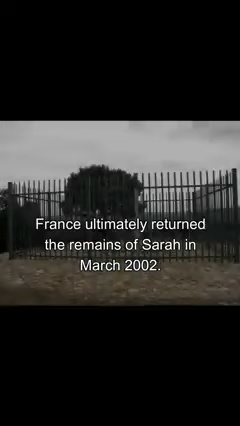 France ultimately returned
the remains of Sarah in
March 2002.